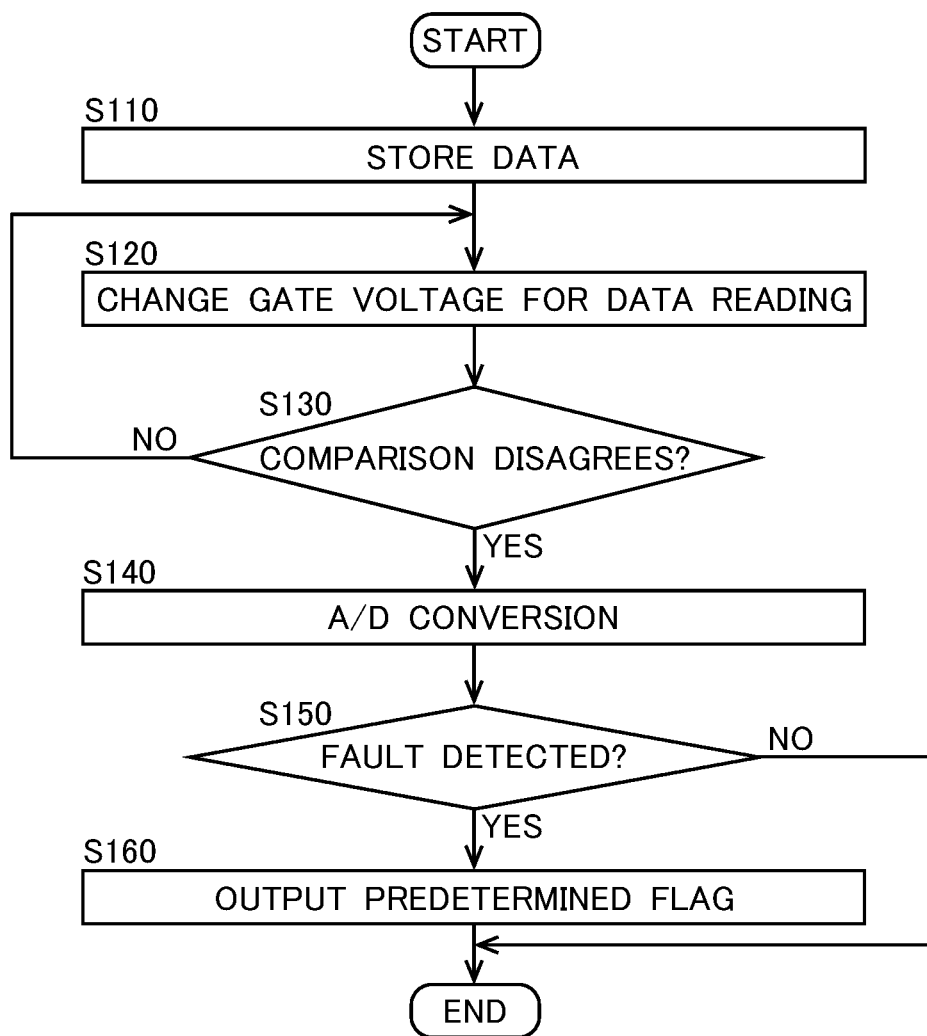 START
S110
STORE DATA
S120
CHANGE GATE VOLTAGE FOR DATA READING
S130
NO
COMPARISON DISAGREES?
YES
S140
A/D CONVERSION
S150
NO
FAULT DETECTED?
YES
S160
OUTPUT PREDETERMINED FLAG
END